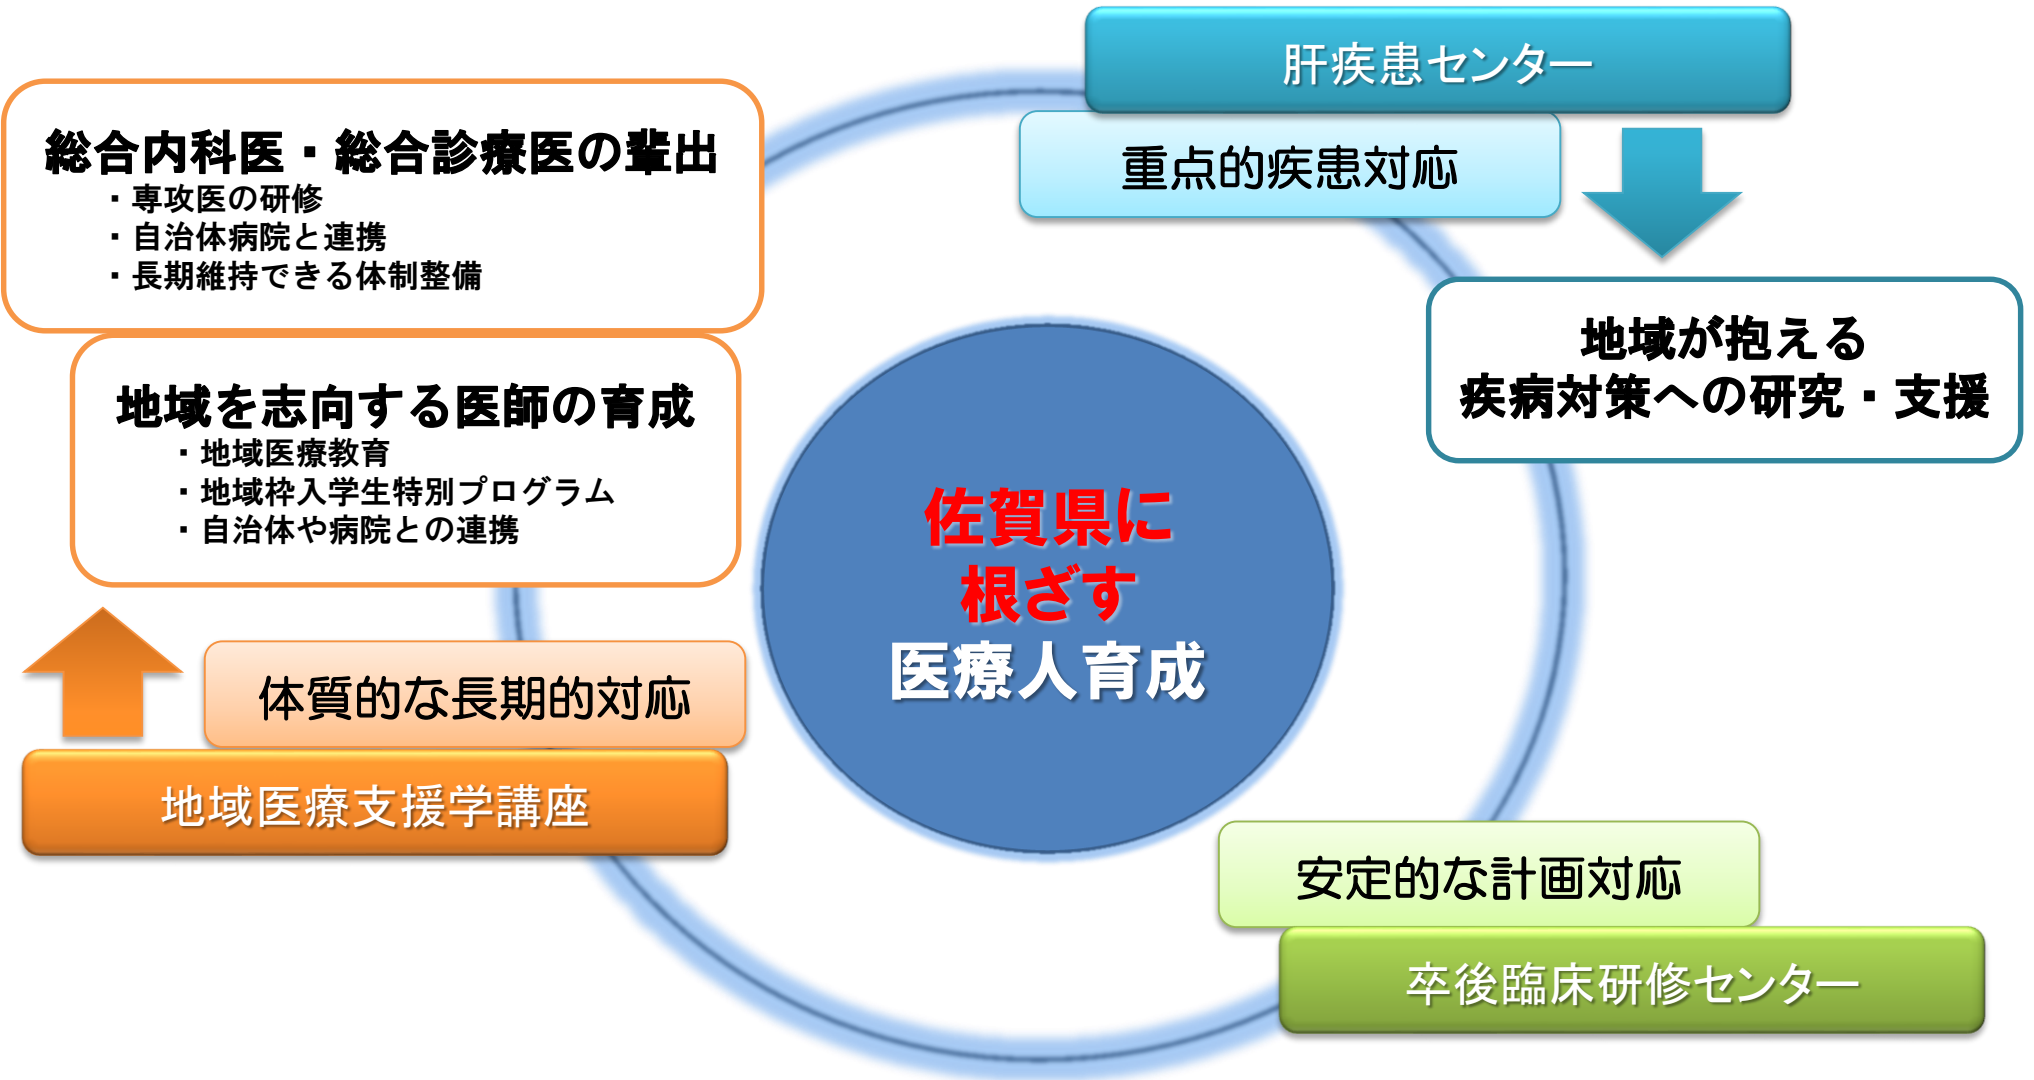 肝疾患センター
重点的疾患対応
総合内科医・総合診療医の輩出
・専攻医の研修
・自治体病院と連携
・長期維持できる体制整備
地域が抱える
疾病対策への研究・支援
地域を志向する医師の育成
・地域医療教育
・地域枠入学生特別プログラム
・自治体や病院との連携
佐賀県に
根ざす
医療人育成
体質的な長期的対応
地域医療支援学講座
安定的な計画対応
卒後臨床研修センター